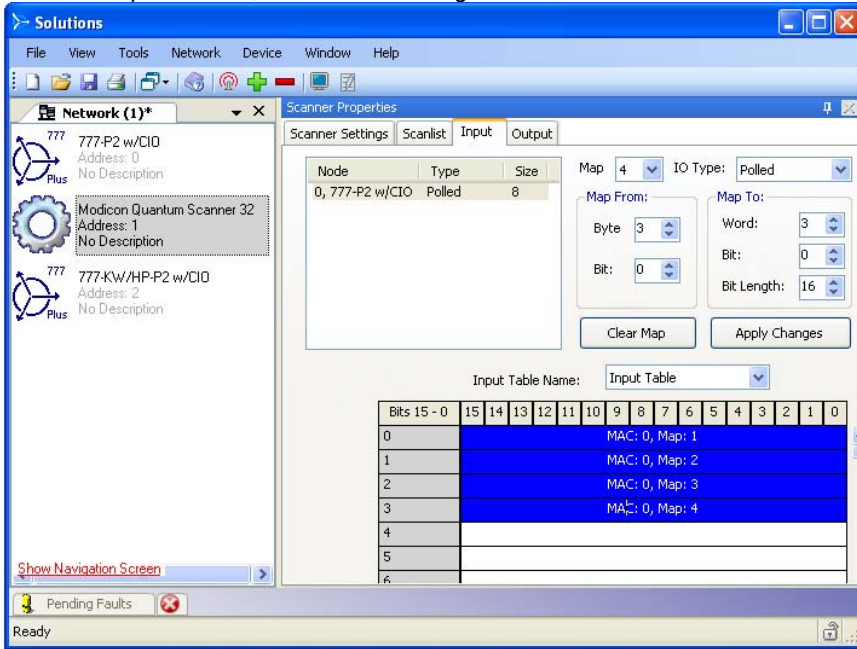 Solutions
File View Tools Network Device Window Help
Network (1)*
777
Plus
777-P2 w/CIO
Address: 0
No Description
Modicon Quantum Scanner 32
Address: 1
No Description
777
Plus
777-KW/HP-P2 w/CIO
Address: 2
No Description
Show Navigation Screen
Scanner Properties
Scanner Settings Scanlist Input Output
Node Type Size
0, 777-P2 w/CIO Polled 8
Map 4 IO Type: Polled
Map From:
Byte 3
Bit: 0
Map To:
Word: 3
Bit: 0
Bit Length: 16
Clear Map Apply Changes
Input Table Name: Input Table
Bits 15 - 0 15 14 13 12 11 10 9 8 7 6 5 4 3 2 1 0
0 MAC: 0, Map: 1
1 MAC: 0, Map: 2
2 MAC: 0, Map: 3
3 MAC: 0, Map: 4
4
5
6
Pending Faults
Ready